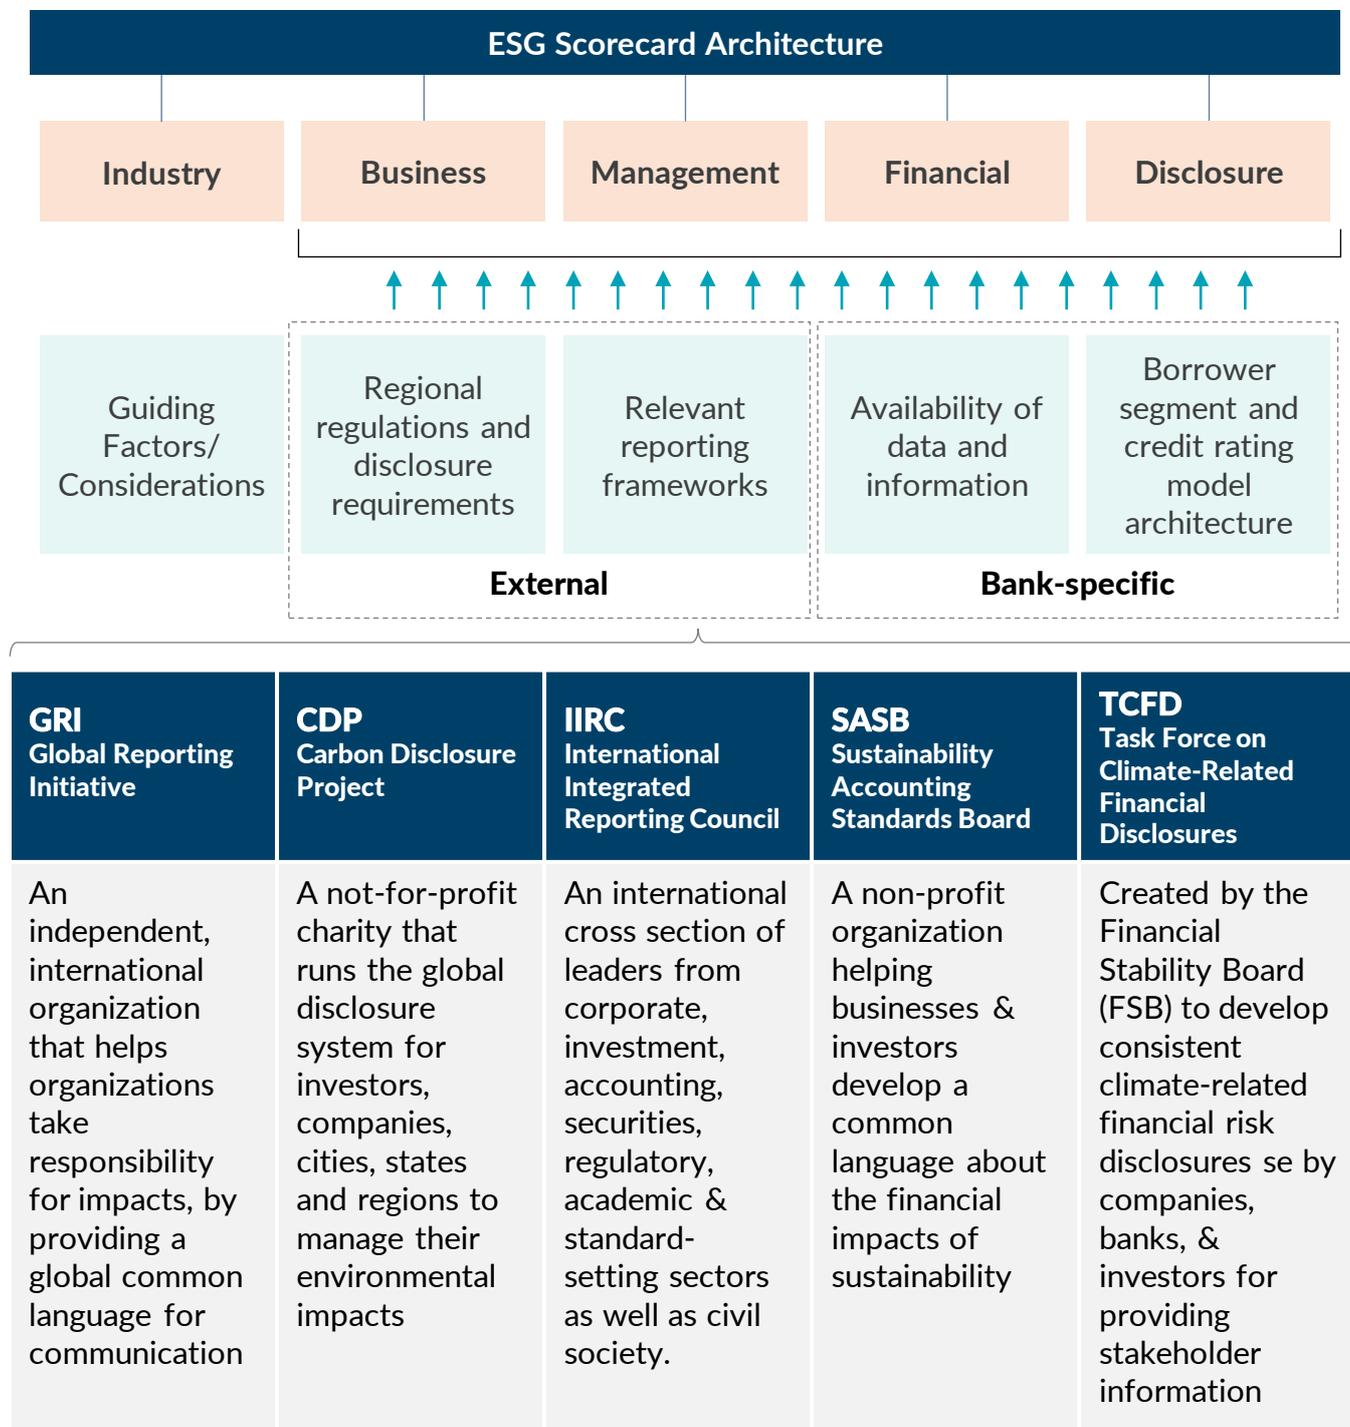 ESG Scorecard Architecture
Industry
Business
Management
Financial
Disclosure
Guiding
Factors/
Considerations
Regional
regulations and
disclosure
requirements
Relevant
reporting
frameworks
Availability of
data and
information
Borrower
segment and
credit rating
model
architecture
External
Bank-specific
GRI
Global Reporting
Initiative
CDP
Carbon Disclosure
Project
IIRC
International
Integrated
Reporting Council
SASB
Sustainability
Accounting
Standards Board
TCFD
Task Force on
Climate-Related
Financial
Disclosures
An
independent,
international
organization
that helps
organizations
take
responsibility
for impacts, by
providing a
global common
language for
communication
A not-for-profit
charity that
runs the global
disclosure
system for
investors,
companies,
cities, states
and regions to
manage their
environmental
impacts
An international
cross section of
leaders from
corporate,
investment,
accounting,
securities,
regulatory,
academic &
standard-
setting sectors
as well as civil
society.
A non-profit
organization
helping
businesses &
investors
develop a
common
language about
the financial
impacts of
sustainability
Created by the
Financial
Stability Board
(FSB) to develop
consistent
climate-related
financial risk
disclosures se by
companies,
banks, &
investors for
providing
stakeholder
information